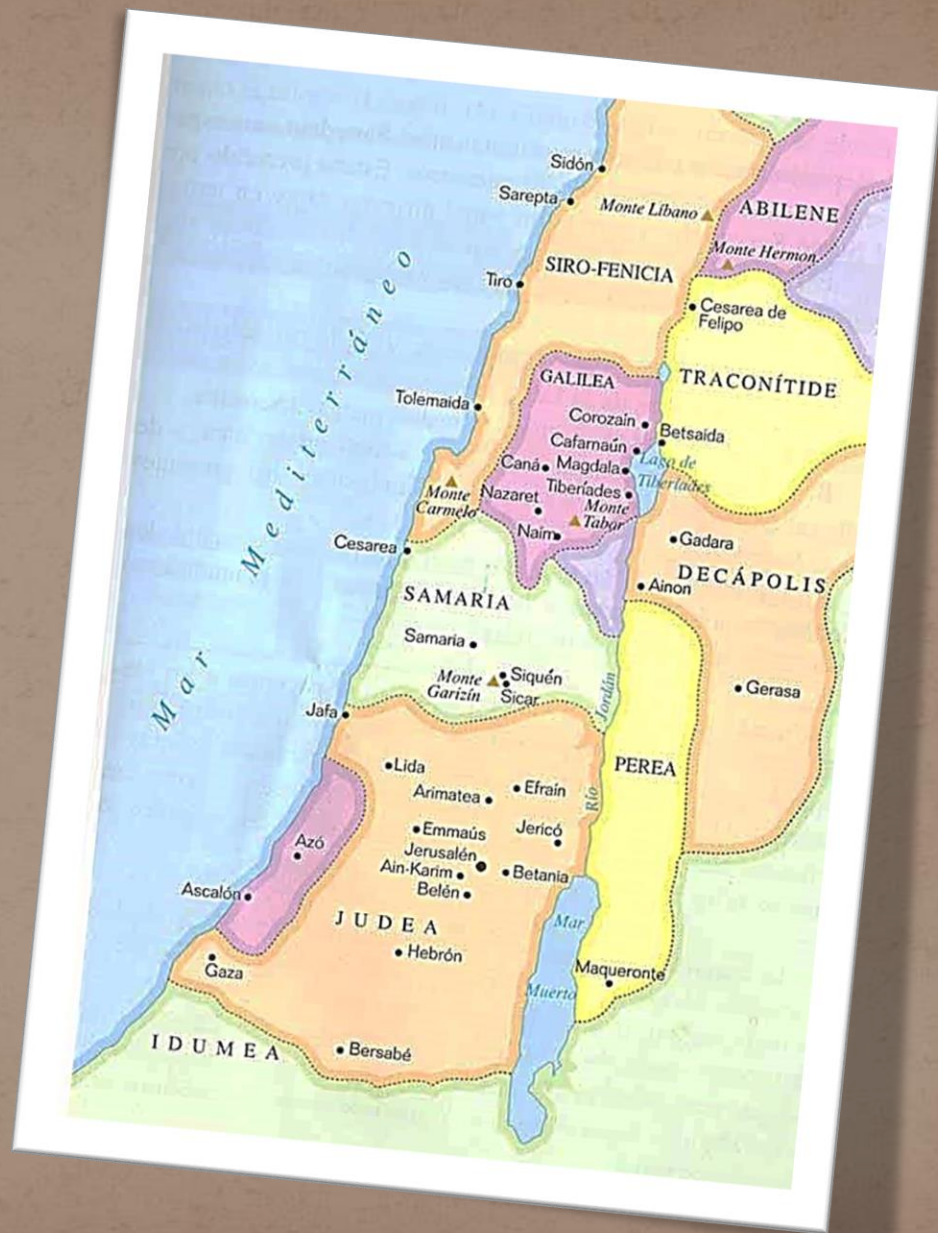 Sidón
Sarepta
Monte Líbano
ABILENE
Monte Hermon
SIRO-FENICIA
Tiro
Cesarea de
Felipo
Mar Mediterráneo
GALILEA
TRACONÍTIDE
Tolemaida
Corozaín
Betsaida
Cafarnaún
Lago de
Tiberíades
Caná
Magdala
Tiberíades
Monte
Carmelo
Nazaret
Monte
Tabor
Naim
Cesarea
Gadara
DECÁPOLIS
Ainon
SAMARIA
Samaria
Siquén
Monte
Garizín
Sicar
Gerasa
Jafa
Río Jordán
PEREA
Lida
Arimatea
Efraín
Emmaús
Jericó
Azó
Jerusalén
Ain-Karim
Betania
Ascalón
Belén
JUDEA
Mar
Muerto
Hebrón
Gaza
Maqueronte
IDUMEA
Bersabé